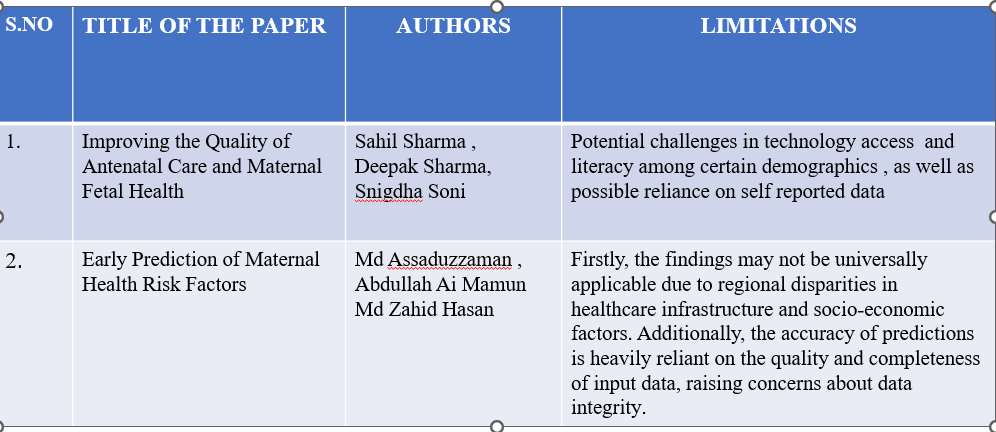 S.NO
TITLE OF THE PAPER
AUTHORS
LIMITATIONS
1.
Improving the Quality of
Antenatal Care and Maternal
Fetal Health
Sahil Sharma ,
Deepak Sharma,
Snigdha Soni
Potential challenges in technology access  and
literacy among certain demographics , as well as
possible reliance on self reported data
2.
Early Prediction of Maternal
Health Risk Factors
Md Assaduzzaman ,
Abdullah Ai Mamun
Md Zahid Hasan
Firstly, the findings may not be universally
applicable due to regional disparities in
healthcare infrastructure and socio-economic
factors. Additionally, the accuracy of predictions
is heavily reliant on the quality and completeness
of input data, raising concerns about data
integrity.